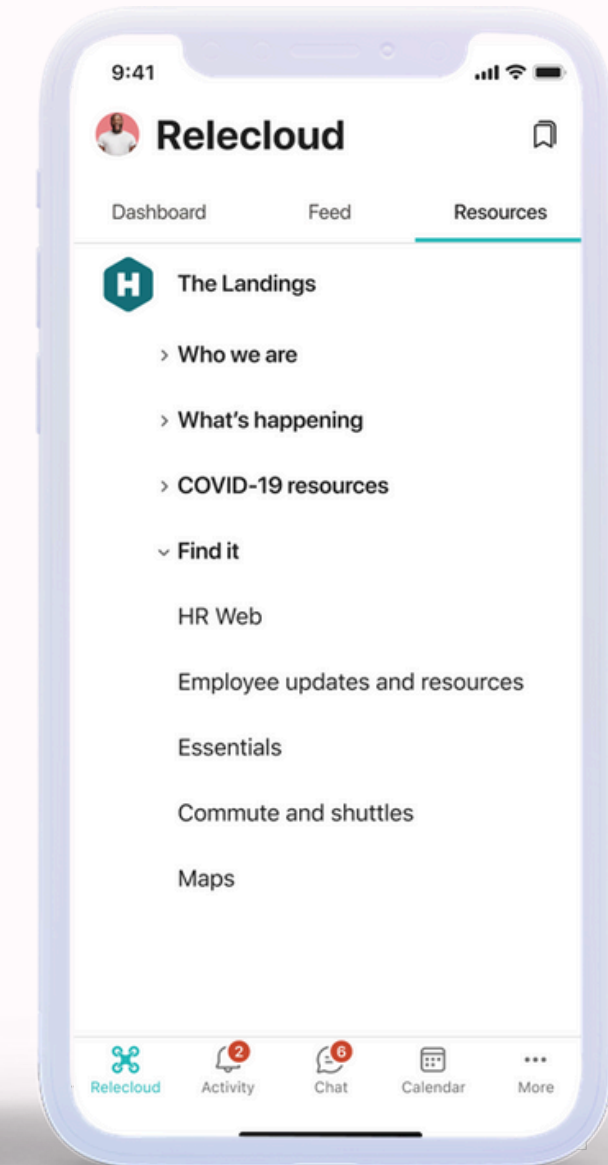 9:41
Relecloud
Dashboard Feed Resources
H The Landings
Who we are
What's happening
COVID-19 resources
Find it
HR Web
Employee updates and resources
Essentials
Commute and shuttles
Maps
2 6
Relecloud Activity Chat Calendar More